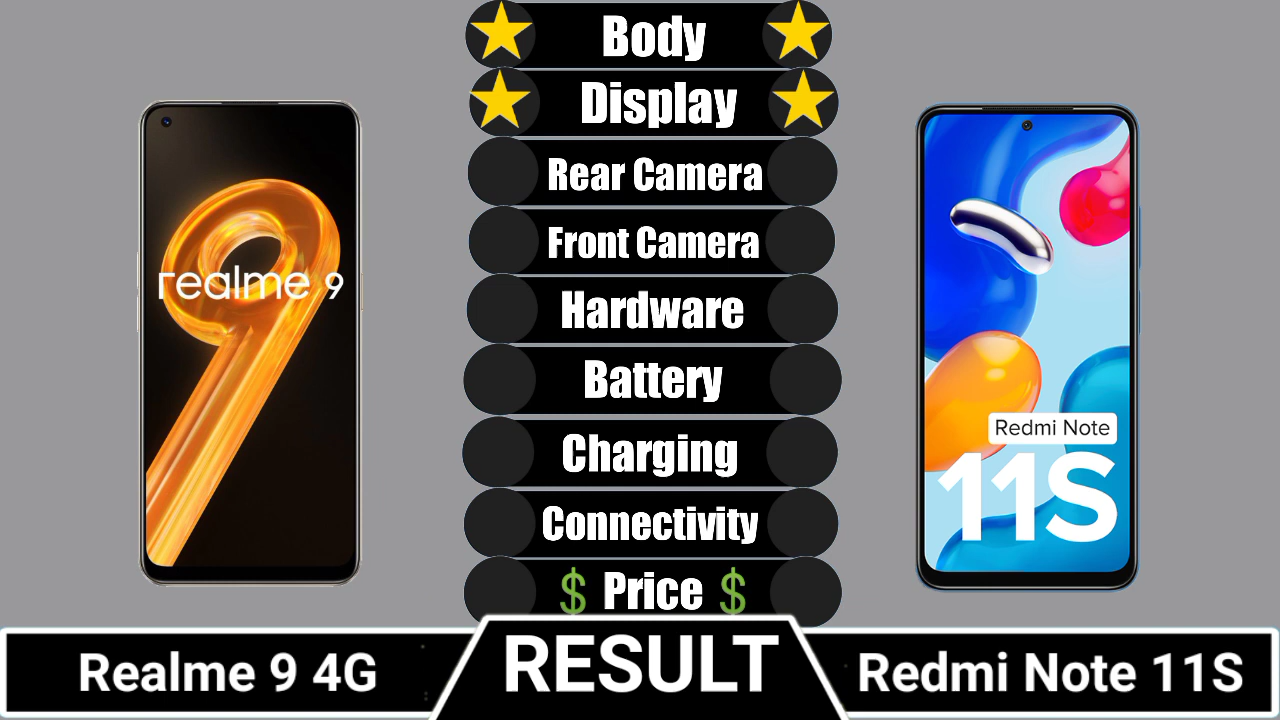 Body
Display
Rear Camera
Front Camera
Hardware
Battery
Charging
Connectivity
$ Price $
realme 9
Redmi Note
11S
Realme 9 4G
RESULT
Redmi Note 11S